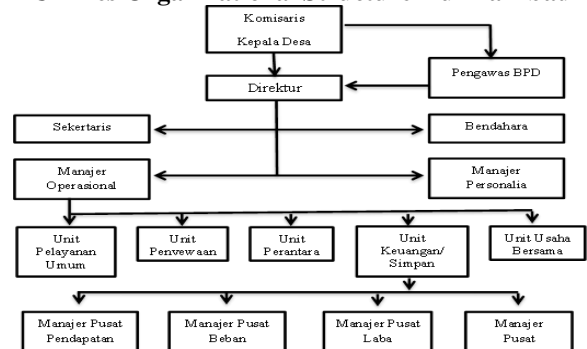 Komisaris
Kepala Desa
Pengawas BPD
Direktur
Sekertaris
Bendahara
Manajer
Operasional
Manajer
Personalia
Unit
Pelayanan
Umum
Unit
Penyewaan
Unit
Perantara
Unit
Keuangan/
Simpan
Unit Usaha
Bersama
Manajer Pusat
Pendapatan
Manajer Pusat
Beban
Manajer Pusat
Laba
Manajer
Pusat